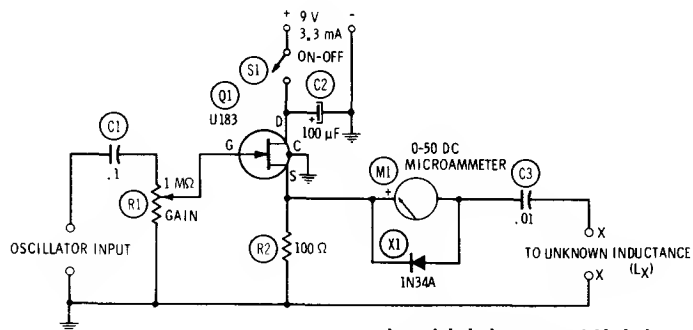 + 9 V -
3.3 mA
ON-OFF
S1
C2
Q1
U183
D
+
100 µF
C1
G
C
S
.1
1 MΩ
R1
GAIN
0-50 DC
MICROAMMETER
M1
+
C3
.01
X
OSCILLATOR INPUT
R2
100 Ω
X1
1N34A
TO UNKNOWN INDUCTANCE
(LX)
X